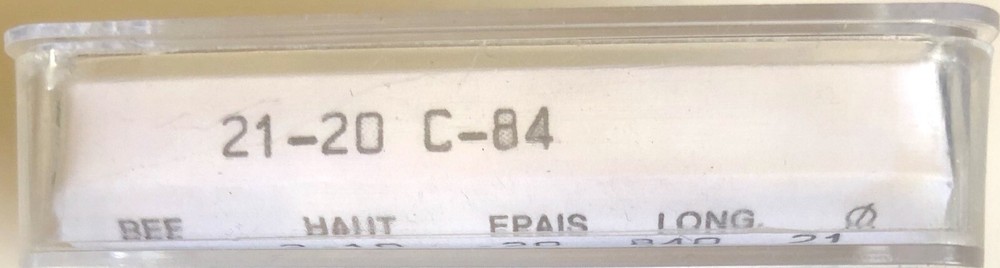 21-20 C-84
REF HAUT EPAIS LONG. Ø